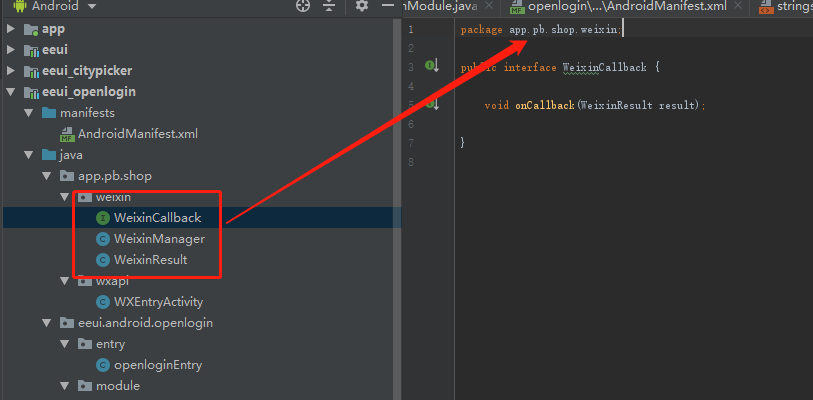 Android
app
eeui
eeui_citypicker
eeui_openlogin
manifests
AndroidManifest.xml
java
app.pb.shop
weixin
WeixinCallback
WeixinManager
WeixinResult
wxapi
WXEntryActivity
eeui.android.openlogin
entry
openloginEntry
module
nModule.java
openlogin\...\AndroidManifest.xml
strings
1 package app.pb.shop.weixin;
2
3 public interface WeixinCallback {
4
void onCallback(WeixinResult result);
6
7 }
8